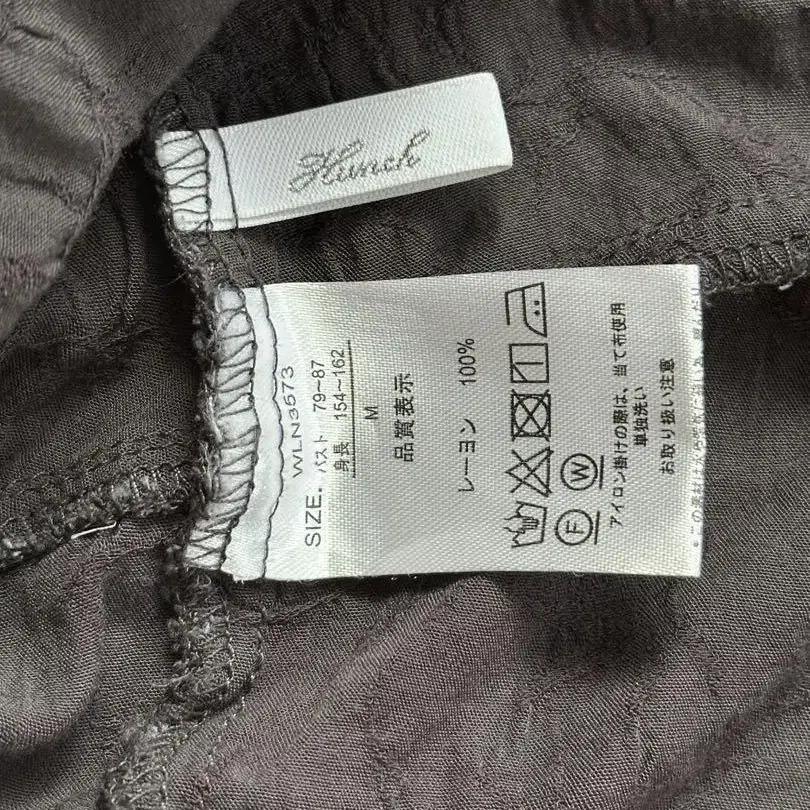 Hunch
WLN3573
SIZE. バスト 79~87
身長 154~162
M
品質表示
レーヨン 100%
F W
アイロン掛けの際は、当て布使用
単独洗い
お取り扱い注意